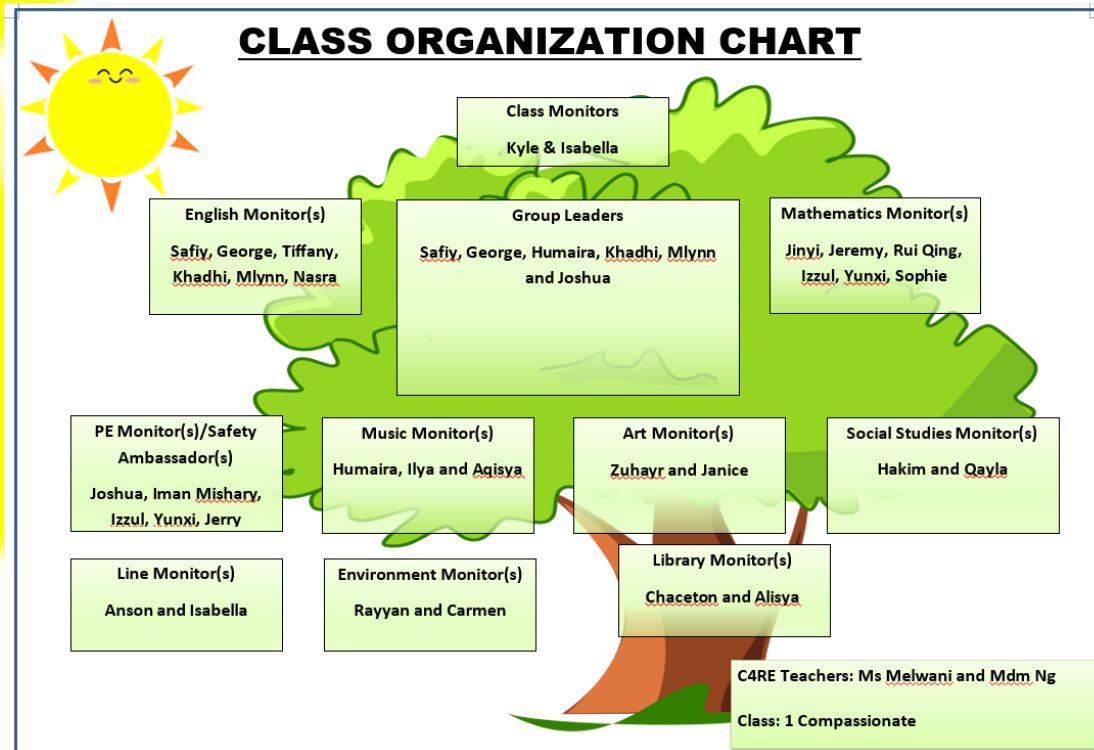 CLASS ORGANIZATION CHART
Class Monitors
Kyle & Isabella
English Monitor(s)
Safiy, George, Tiffany,
Khadhi, Mlynn, Nasra
Group Leaders
Safiy, George, Humaira, Khadhi, Mlynn
and Joshua
Mathematics Monitor(s)
Jinyi, Jeremy, Rui Qing,
Izzul, Yunxi, Sophie
PE Monitor(s)/Safety
Ambassador(s)
Joshua, Iman Mishary,
Izzul, Yunxi, Jerry
Music Monitor(s)
Humaira, Ilya and Aqisya
Art Monitor(s)
Zuhayr and Janice
Social Studies Monitor(s)
Hakim and Qayla
Line Monitor(s)
Anson and Isabella
Environment Monitor(s)
Rayyan and Carmen
Library Monitor(s)
Chaceton and Alisya
C4RE Teachers: Ms Melwani and Mdm Ng
Class: 1 Compassionate